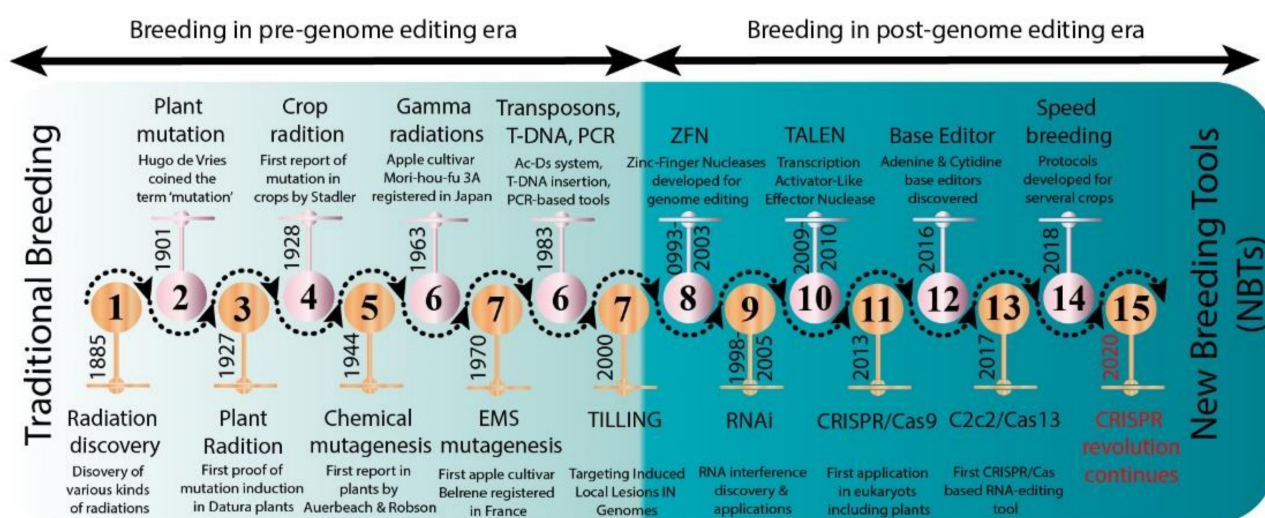 Breeding in pre-genome editing era
Breeding in post-genome editing era
Traditional Breeding
Plant
mutation
Hugo de Vries
coined the
term ‘mutation’
Crop
radition
First report of
mutation in
crops by Stadler
Gamma
radiations
Apple cultivar
Mori-hou-fu 3A
registered in Japan
Transposons,
T-DNA, PCR
Ac-Ds system,
T-DNA insertion,
PCR-based tools
ZFN
Zinc-Finger Nucleases
developed for
genome editing
TALEN
Transcription
Activator-Like
Effector Nuclease
Base Editor
Adenine & Cytidine
base editors
discovered
Speed
breeding
Protocols
developed for
serveral crops
1901
1928
1963
1983
0993-
2003
2009-
2010
2016
2018
1
2
3
4
5
6
7
6
7
8
9
10
11
12
13
14
15
1885
1927
1944
1970
2000
1998-
2005
2013
2017
2020
Radiation
discovery
Disovery of
various kinds
of radiations
Plant
Radition
First proof of
mutation induction
in Datura plants
Chemical
mutagenesis
First report in
plants by
Auerbeach & Robson
EMS
mutagenesis
First apple cultivar
Belrene registered
in France
TILLING
Targeting Induced
Local Lesions IN
Genomes
RNAi
RNA interference
discovery &
applications
CRISPR/Cas9
First application
in eukaryots
including plants
C2c2/Cas13
First CRISPR/Cas
based RNA-editing
tool
CRISPR
revolution
continues
New Breeding Tools
(NBTs)